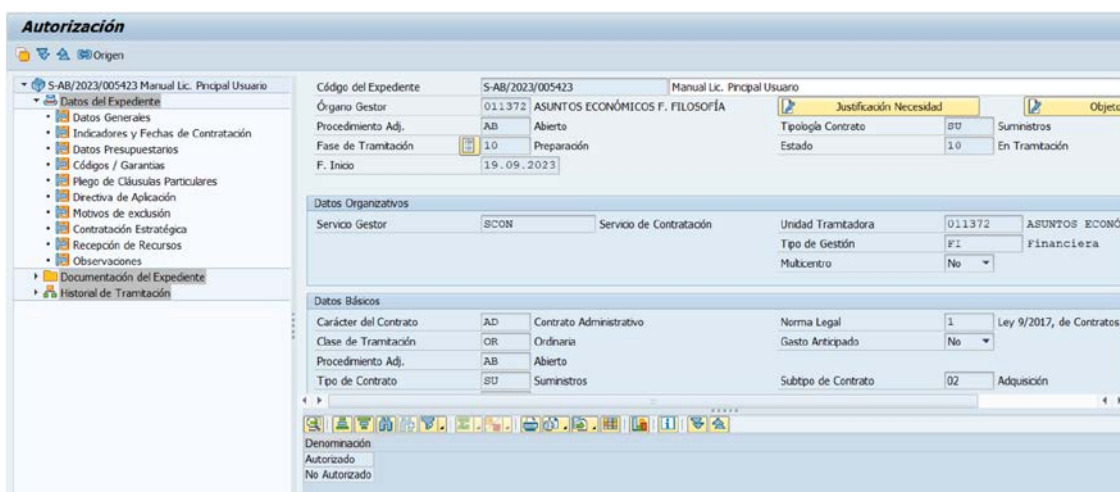 Autorización
Origen
S-AB/2023/005423 Manual Lic. Pincipal Usuario
Datos del Expediente
Datos Generales
Indicadores y Fechas de Contratación
Datos Presupuestarios
Códigos / Garantias
Pliego de Cláusulas Particulares
Directiva de Aplicación
Motivos de exclusión
Contratación Estratégica
Recepción de Recursos
Observaciones
Documentación del Expediente
Historial de Tramitación
Código del Expediente S-AB/2023/005423 Manual Lic. Pincipal Usuario
Órgano Gestor 011372 ASUNTOS ECONÓMICOS F. FILOSOFÍA Justificación Necesidad Objeto
Procedimiento Adj. AB Abierto Tipología Contrato SU Suministros
Fase de Tramitación 10 Preparación Estado 10 En Tramitación
F. Inicio 19.09.2023
Datos Organizativos
Servicio Gestor SCON Servicio de Contratación Unidad Tramitadora 011372 ASUNTOS ECONÓ
Tipo de Gestión FI Financiera
Multicentro No
Datos Básicos
Carácter del Contrato AD Contrato Administrativo Norma Legal 1 Ley 9/2017, de Contratos
Clase de Tramitación OR Ordinaria Gasto Anticipado No
Procedimiento Adj. AB Abierto
Tipo de Contrato SU Suministros Subtipo de Contrato 02 Adquisición
Denominación
Autorizado
No Autorizado